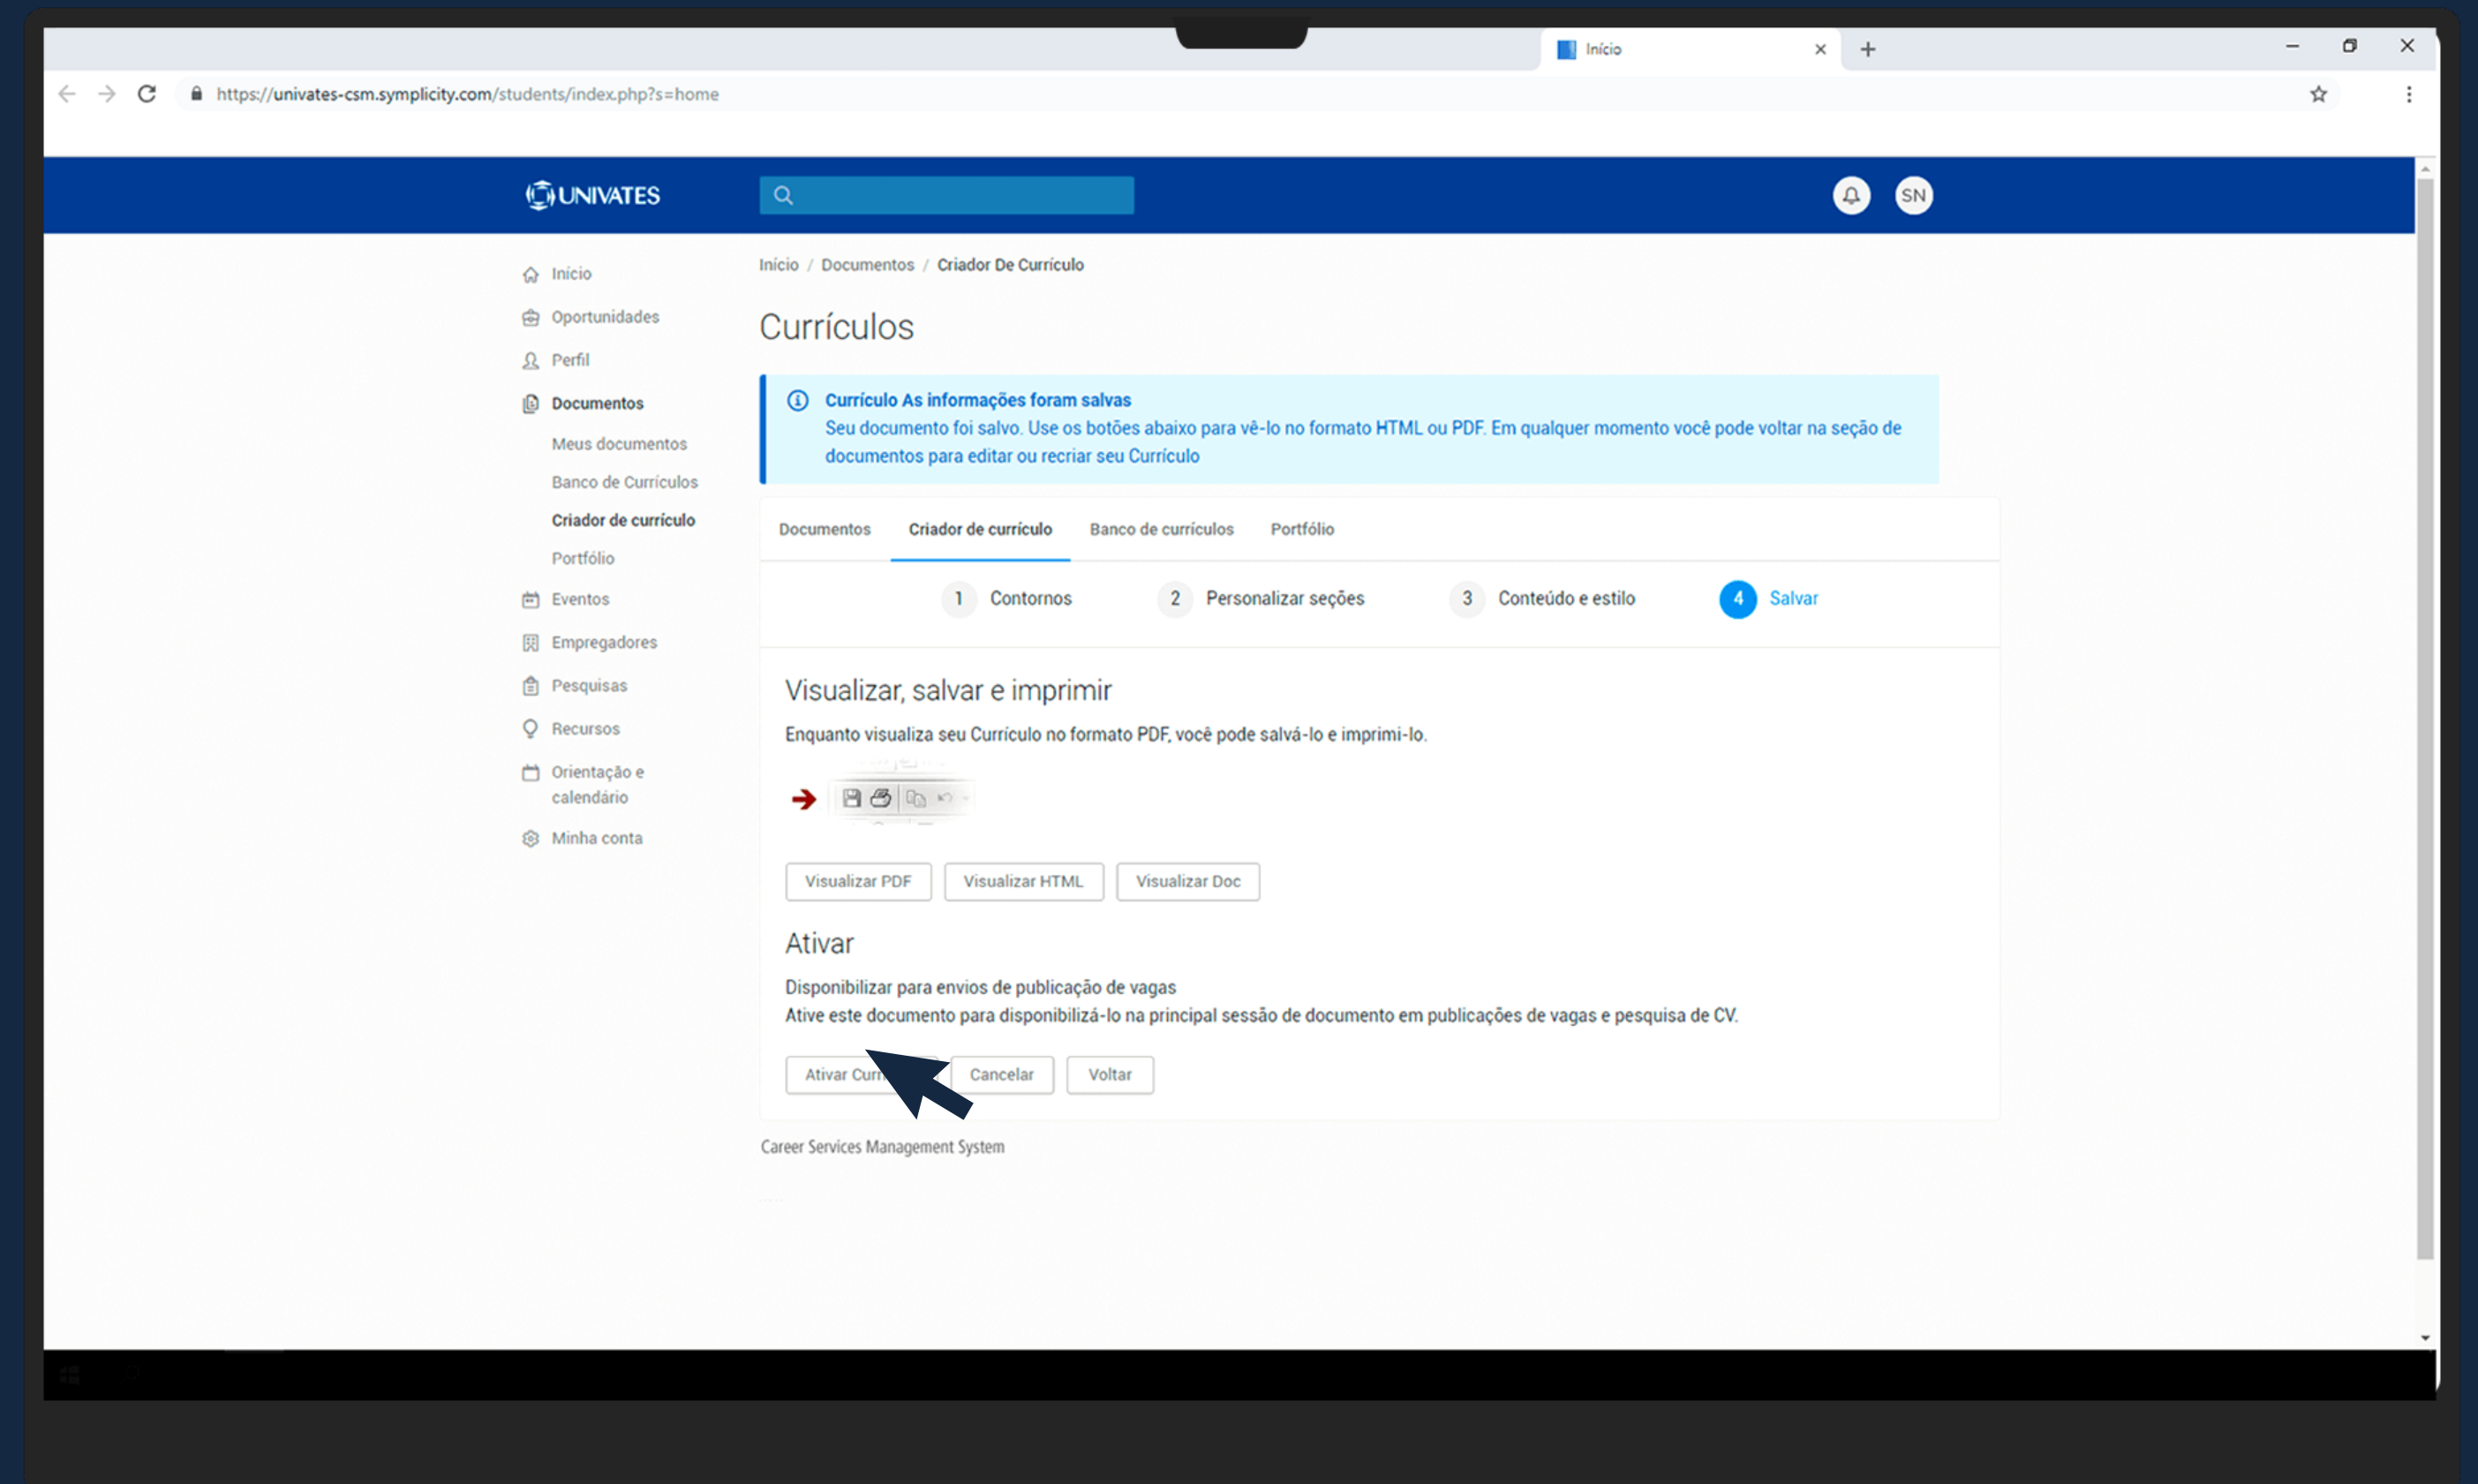 Início
https://univates-csm.symplicity.com/students/index.php?s=home
UNIVATES
SN
Início
Oportunidades
Perfil
Documentos
Meus documentos
Banco de Currículos
Criador de currículo
Portfólio
Eventos
Empregadores
Pesquisas
Recursos
Orientação e
calendário
Minha conta
Início / Documentos / Criador De Currículo
Currículos
Currículo As informações foram salvas
Seu documento foi salvo. Use os botões abaixo para vê-lo no formato HTML ou PDF. Em qualquer momento você pode voltar na seção de
documentos para editar ou recriar seu Currículo
Documentos Criador de currículo Banco de currículos Portfólio
1 Contornos 2 Personalizar seções 3 Conteúdo e estilo 4 Salvar
Visualizar, salvar e imprimir
Enquanto visualiza seu Currículo no formato PDF, você pode salvá-lo e imprimi-lo.
Visualizar PDF Visualizar HTML Visualizar Doc
Ativar
Disponibilizar para envios de publicação de vagas
Ative este documento para disponibilizá-lo na principal sessão de documento em publicações de vagas e pesquisa de CV.
Ativar Cancelar Voltar
Career Services Management System